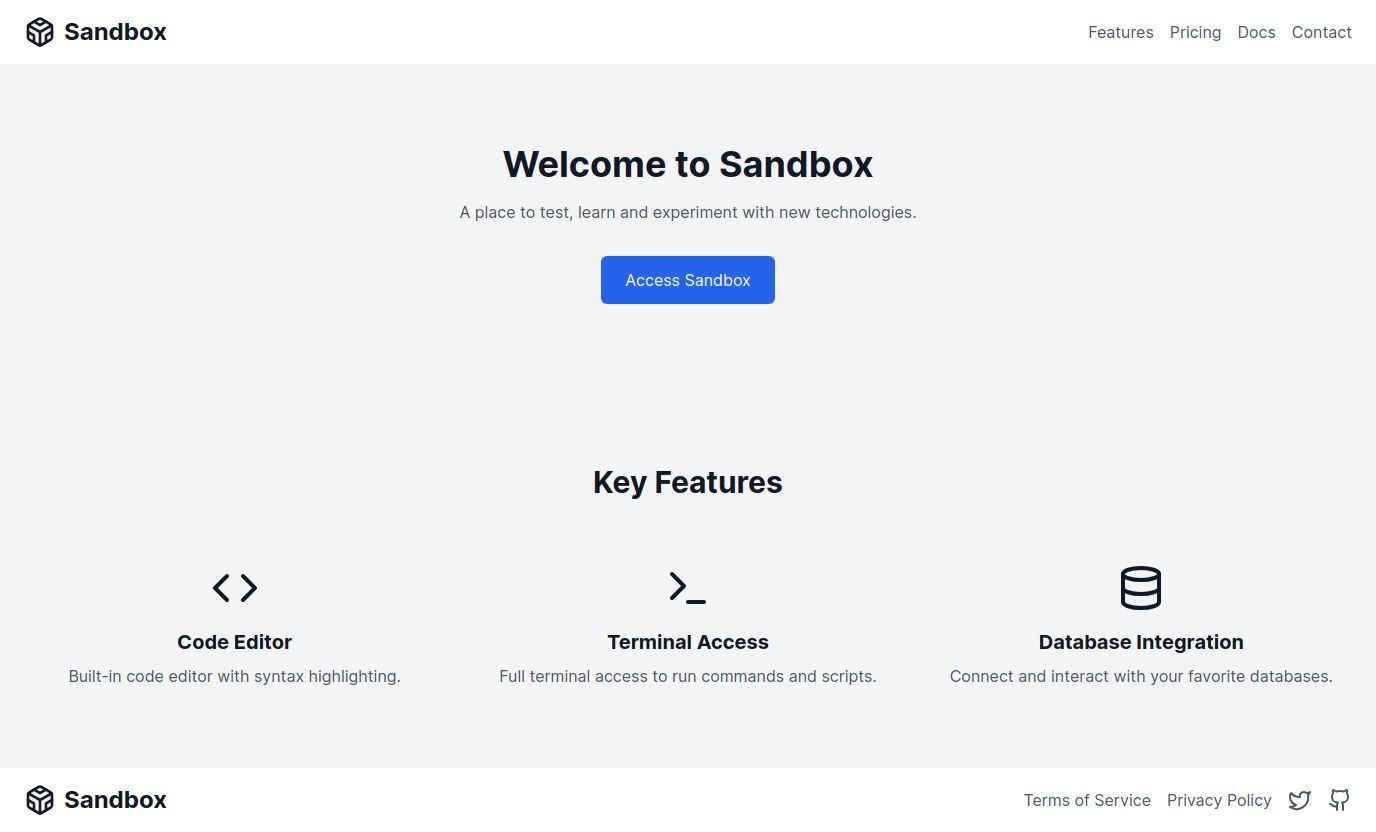 Sandbox
Features Pricing Docs Contact
Welcome to Sandbox
A place to test, learn and experiment with new technologies.
Access Sandbox
Key Features
Code Editor
Built-in code editor with syntax highlighting.
Terminal Access
Full terminal access to run commands and scripts.
Database Integration
Connect and interact with your favorite databases.
Sandbox
Terms of Service Privacy Policy